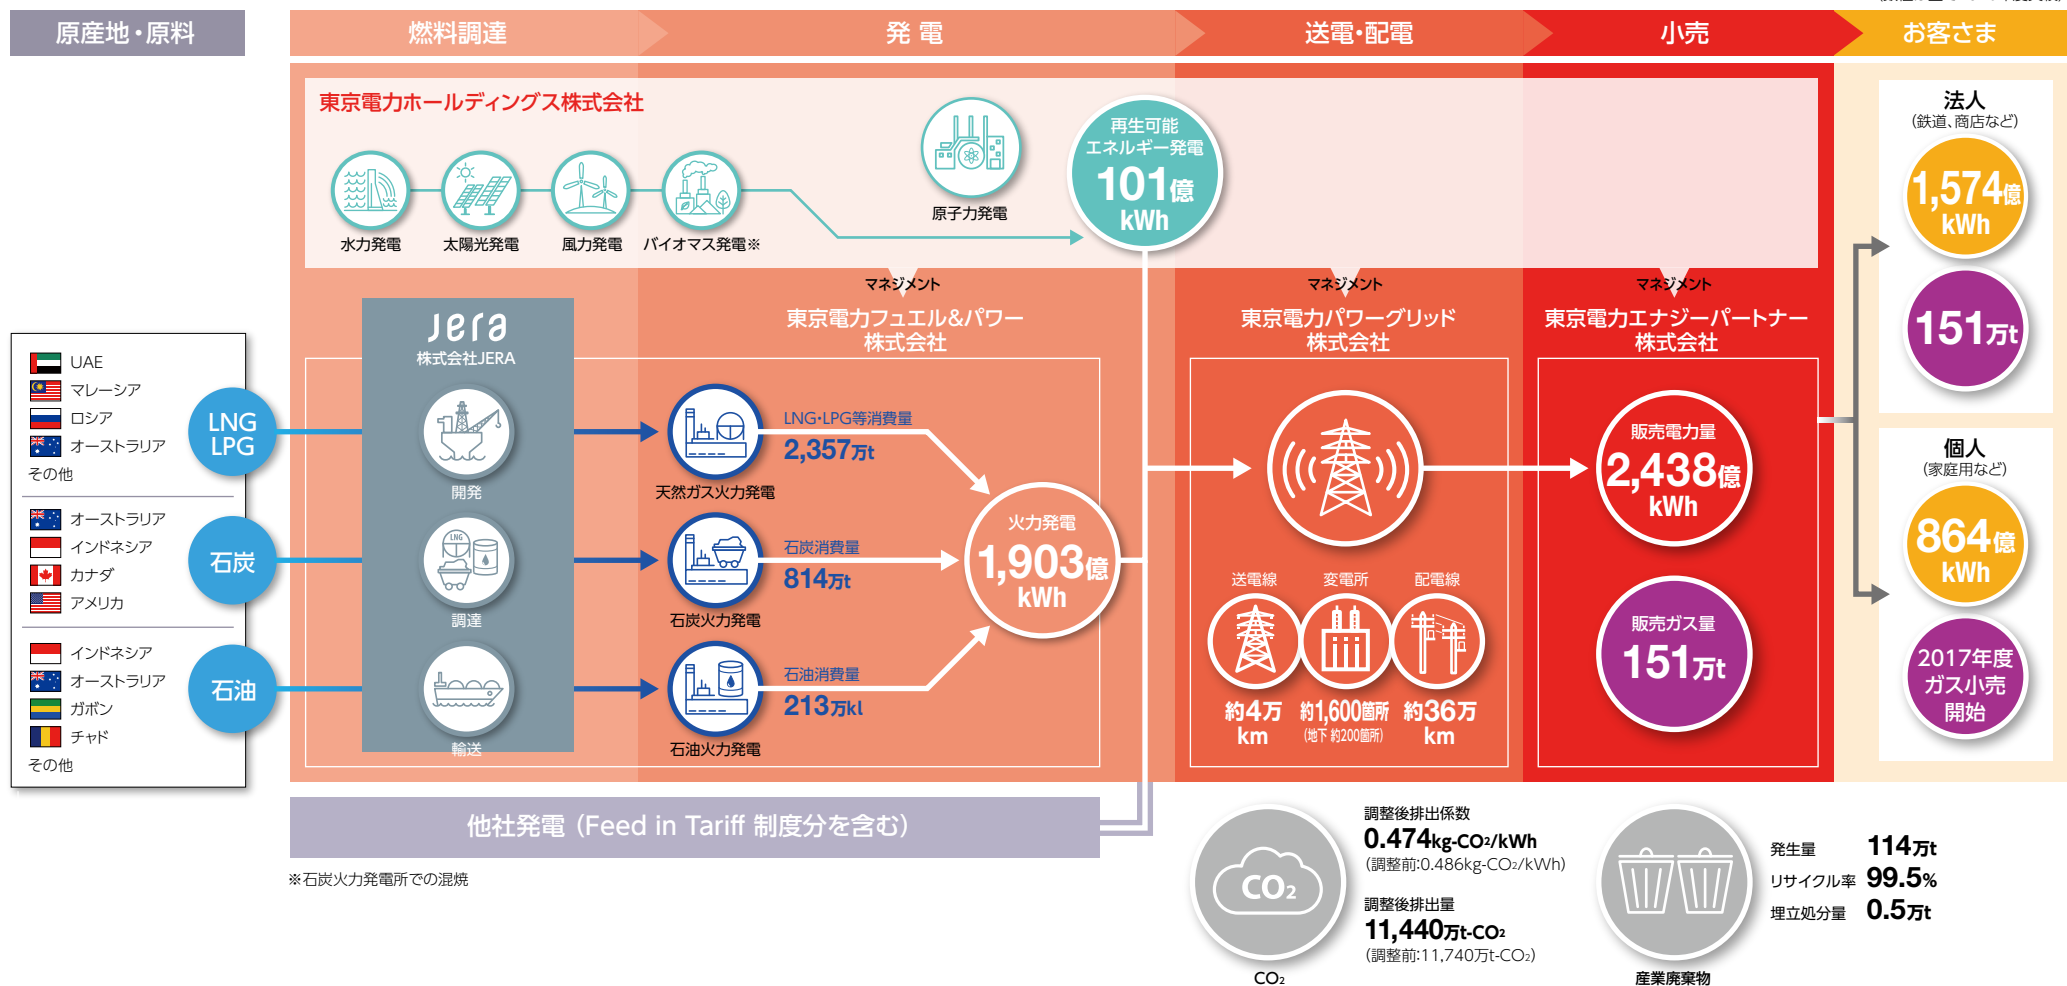 原産地・原料
燃料調達
発電
送電・配電
小売
お客さま
東京電力ホールディングス株式会社
水力発電
太陽光発電
風力発電
バイオマス発電※
原子力発電
再生可能
エネルギー発電
101億
kWh
マネジメント
東京電力フュエル&パワー
株式会社
マネジメント
東京電力パワーグリッド
株式会社
マネジメント
東京電力エナジーパートナー
株式会社
UAE
マレーシア
ロシア
オーストラリア
その他
LNG
LPG
オーストラリア
インドネシア
カナダ
アメリカ
石炭
インドネシア
オーストラリア
ガボン
チャド
その他
石油
Jera
株式会社JERA
開発
LNG
調達
輸送
天然ガス火力発電
LNG・LPG等消費量
2,357万t
石炭火力発電
石炭消費量
814万t
石油火力発電
石油消費量
213万kl
火力発電
1,903億
kWh
送電線
約4万
km
変電所
約1,600箇所
(地下 約200箇所)
配電線
約36万
km
販売電力量
2,438億
kWh
販売ガス量
151万t
法人
(鉄道、商店など)
1,574億
kWh
151万t
個人
(家庭用など)
864億
kWh
2017年度
ガス小売
開始
他社発電（Feed in Tariff 制度分を含む）
※石炭火力発電所での混焼
CO2
CO2
調整後排出係数
0.474kg-CO2/kWh
(調整前:0.486kg-CO2/kWh)
調整後排出量
11,440万t-CO2
(調整前:11,740万t-CO2)
産業廃棄物
発生量 114万t
リサイクル率 99.5%
埋立処分量 0.5万t